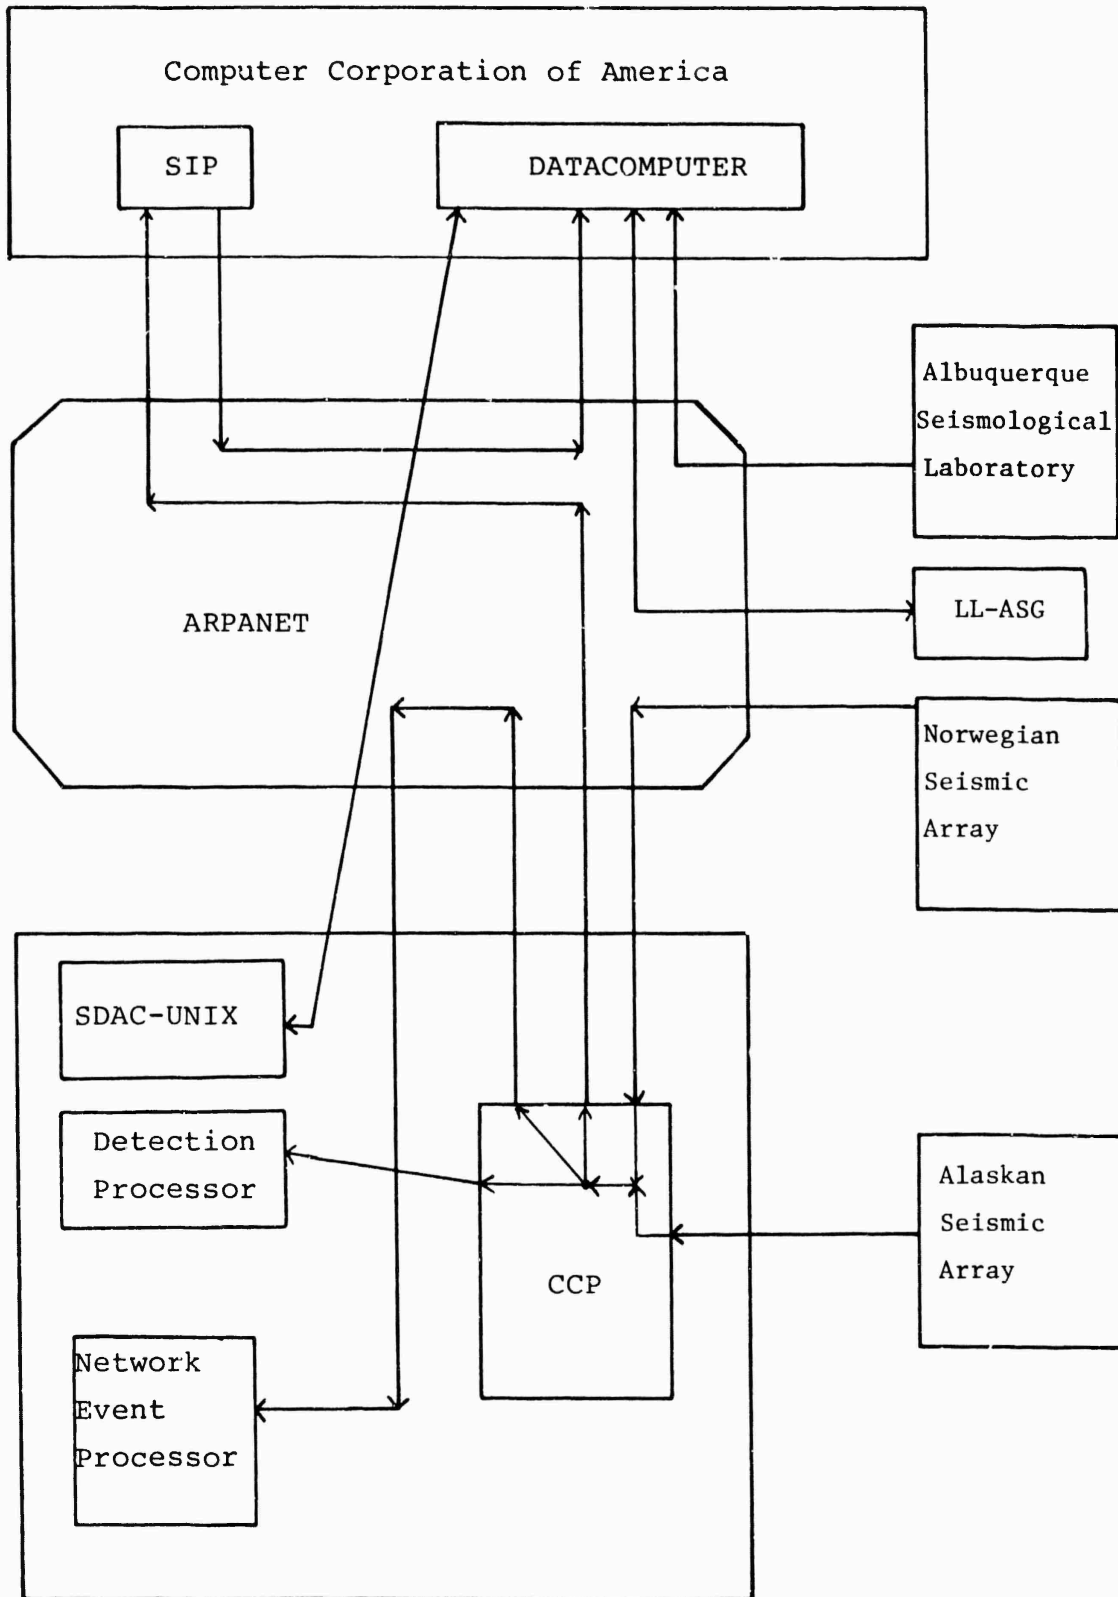 Computer Corporation of America
SIP
DATACOMPUTER
Albuquerque
Seismological
Laboratory
ARPANET
LL-ASG
Norwegian
Seismic
Array
SDAC-UNIX
Detection
Processor
Alaskan
Seismic
Array
CCP
Network
Event
Processor